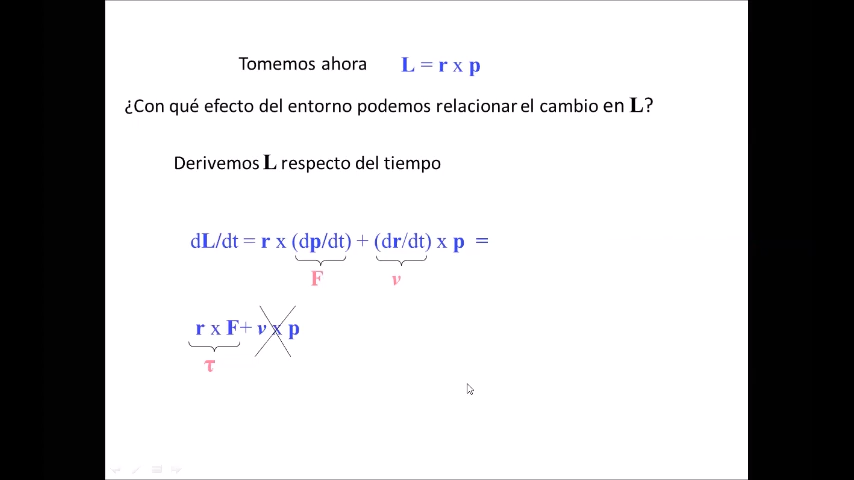 Tomemos ahora L = r x p
¿Con qué efecto del entorno podemos relacionar el cambio en L?
Derivemos L respecto del tiempo
dL/dt = r x (dp/dt) + (dr/dt) x p =
F v
r x F + v x p
τ